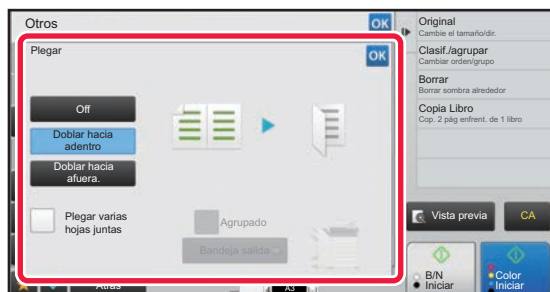 Otros
OK
Plegar
OK
Off
Doblar hacia
adentro
Doblar hacia
afuera.
Plegar varias
hojas juntas
Agrupado
Bandeja salida
Atrás
A3
Original
Cambie el tamaño/dir.
Clasif./agrupar
Cambiar orden/grupo
Borrar
Borrar sombra alrededor
Copia Libro
Cop. 2 pág enfrent. de 1 libro
Vista previa
CA
B/N
Iniciar
Color
Iniciar